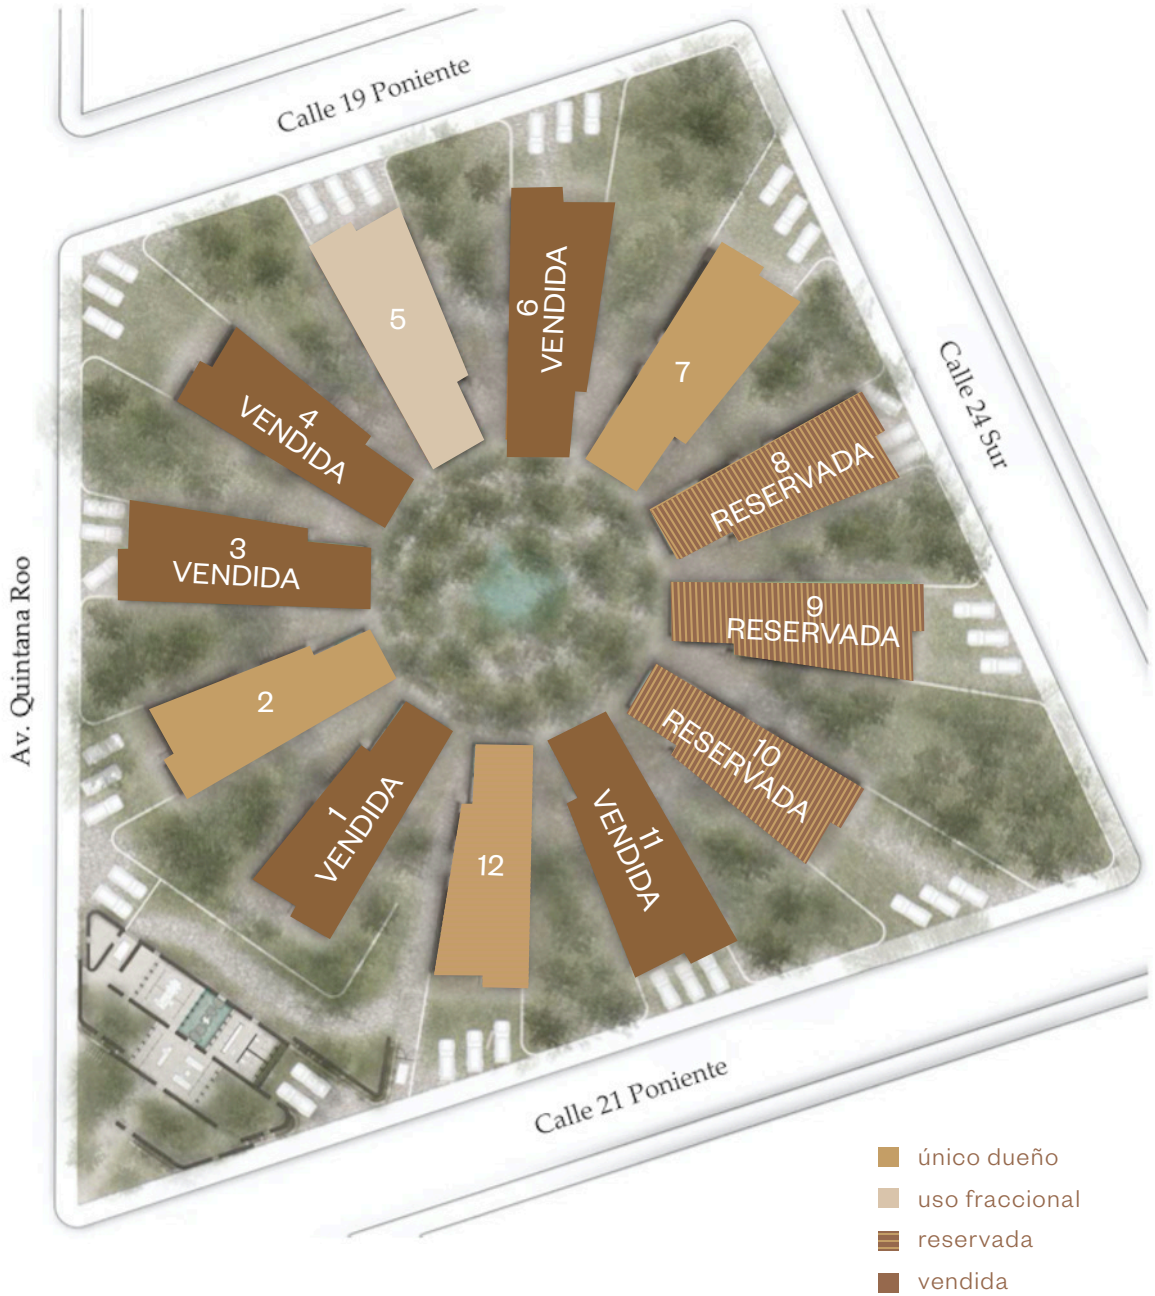 Calle 19 Poniente
6
VENDIDA
5
7
4
VENDIDA
Calle 24 Sur
8
RESERVADA
3
VENDIDA
9
RESERVADA
Av. Quintana Roo
2
10
RESERVADA
1
VENDIDA
12
11
VENDIDA
Calle 21 Poniente
único dueño
uso fraccional
reservada
vendida